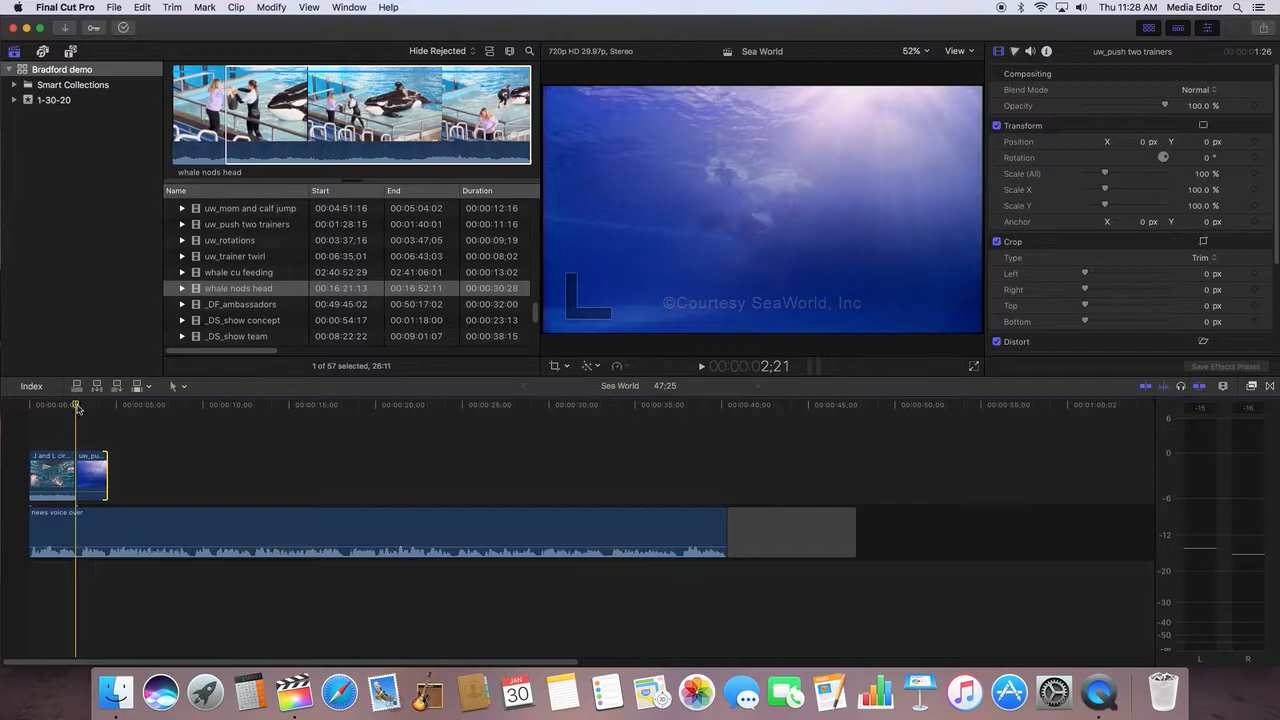 Final Cut Pro File Edit Trim Mark Clip Modify View Window Help Thu 11:28 AM Media Editor
Hide Rejected 720p HD 29.97p, Stereo Sea World 52% View uw_push two trainers 1:26
Bradford demo
Smart Collections
1-30-20
whale nods head
Name Start End Duration
uw_mom and calf jump 00:04:51:16 00:05:04:02 00:00:12:16
uw_push two trainers 00:01:28:15 00:01:40:01 00:00:11:16
uw_rotations 00:03:37;16 00:03:47;05 00:00:09;19
uw_trainer twirl 00:06:35;01 00:06:43;03 00:00:08;02
whale cu feeding 02:40:52:29 02:41:06:01 00:00:13:02
whale nods head 00:16:21:13 00:16:52:11 00:00:30:28
_DF_ambassadors 00:49:45:02 00:50:17:02 00:00:32:00
_DS_show concept 00:00:54:17 00:01:18:00 00:00:23:13
_DS_show team 00:08:22:22 00:09:01:07 00:00:38:15
1 of 57 selected, 26:11
©Courtesy SeaWorld, Inc
00:00:02;21
Compositing
Blend Mode Normal
Opacity 100.0 %
Transform
Position X 0 px Y 0 px
Rotation 0 °
Scale (All) 100 %
Scale X 100.0 %
Scale Y 100.0 %
Anchor X 0 px Y 0 px
Crop
Type Trim
Left 0 px
Right 0 px
Top 0 px
Bottom 0 px
Distort
Save Effects Preset
Index Sea World 47;25
00:00:05;00 00:00:10;00 00:00:15;00 00:00:20;00 00:00:25;00 00:00:30;00 00:00:35;00 00:00:40;00 00:00:45;00 00:00:50;00 00:00:55;00 00:01:00;02
-15 -16
6
0
-6
-12
-20
-30
-40
-50
-∞
L R
J and L cir... uw_pu...
news voice over
JAN
30